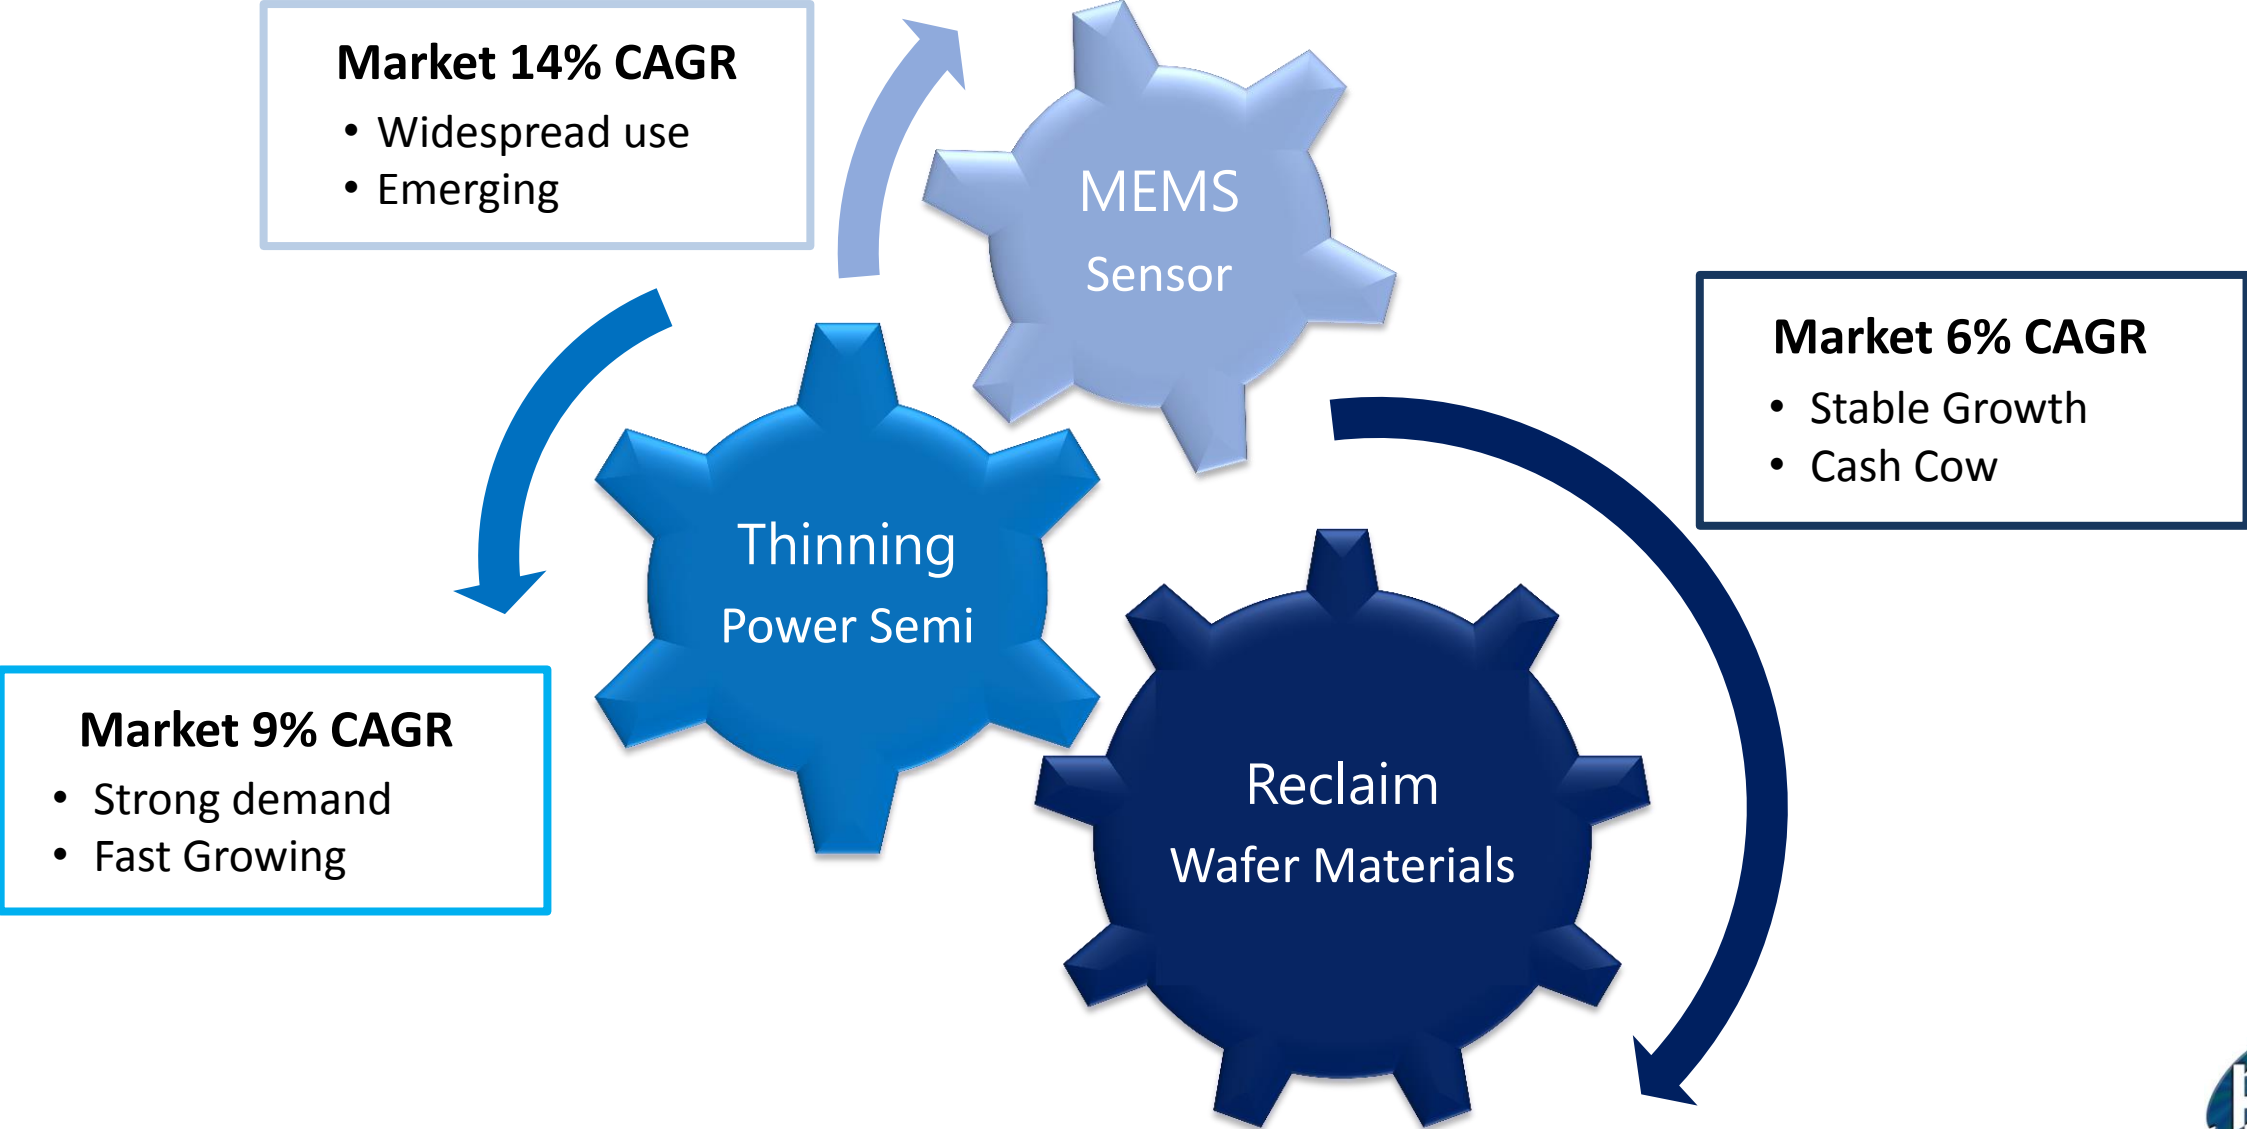 Market 14% CAGR
• Widespread use
• Emerging
MEMS
Sensor
Market 6% CAGR
• Stable Growth
• Cash Cow
Thinning
Power Semi
Market 9% CAGR
• Strong demand
• Fast Growing
Reclaim
Wafer Materials